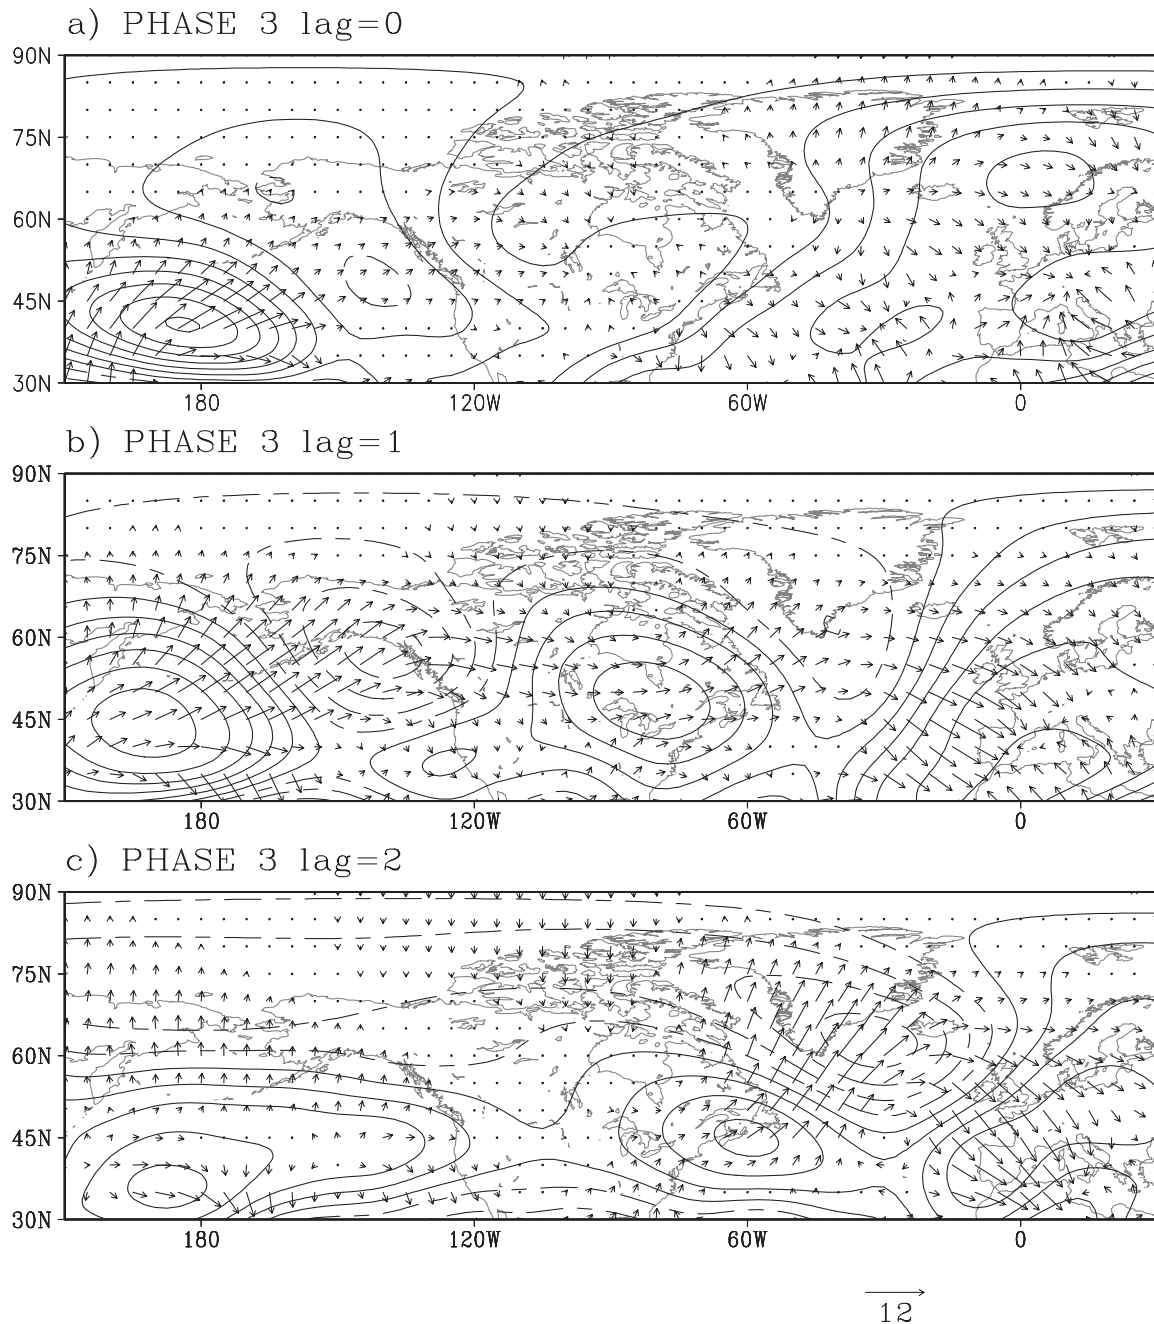 a) PHASE 3 lag=0
90N
75N
60N
45N
30N
180 120W 60W 0
b) PHASE 3 lag=1
90N
75N
60N
45N
30N
180 120W 60W 0
c) PHASE 3 lag=2
90N
75N
60N
45N
30N
180 120W 60W 0
12